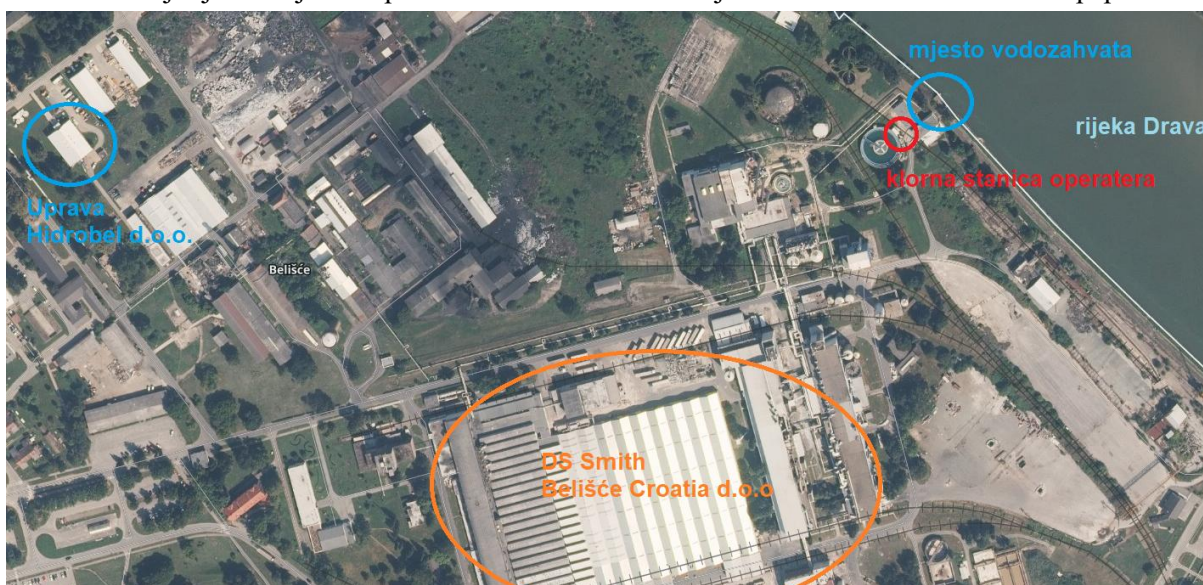 mjesto vodozahvata
rijeka Drava
klorna stanica operatera
Uprava
Hidrobel d.o.o.
Belišće
DS Smith
Belišće Croatia d.o.o